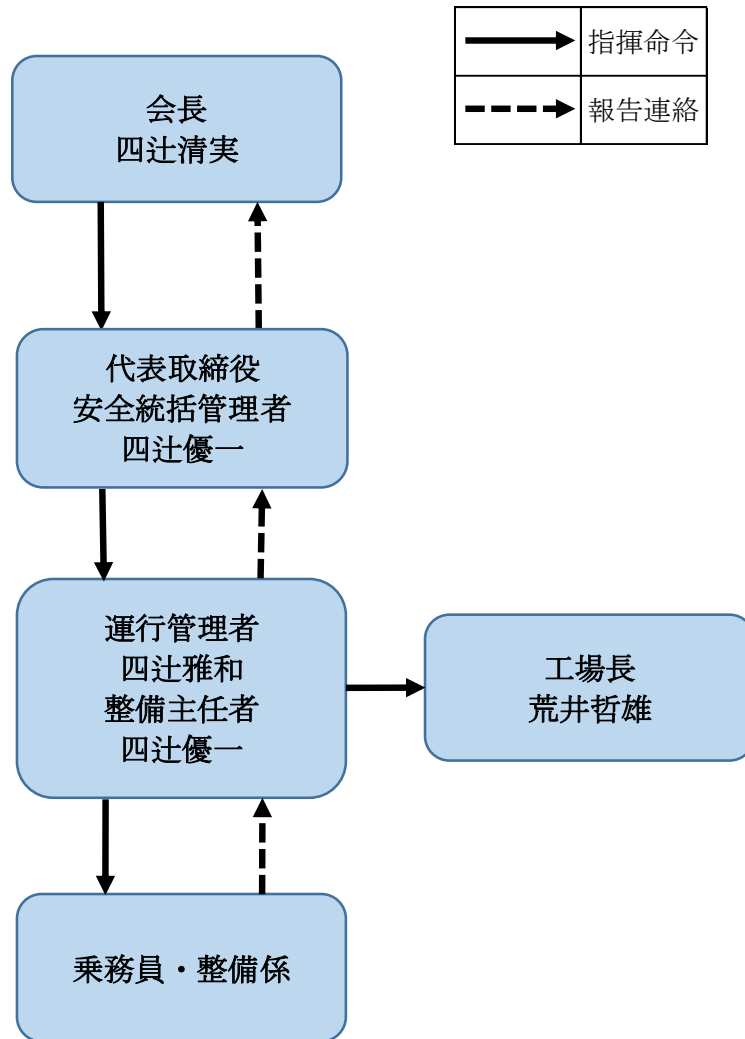 指揮命令
報告連絡
会長
四辻清実
代表取締役
安全統括管理者
四辻優一
運行管理者
四辻雅和
整備主任者
四辻優一
工場長
荒井哲雄
乗務員・整備係